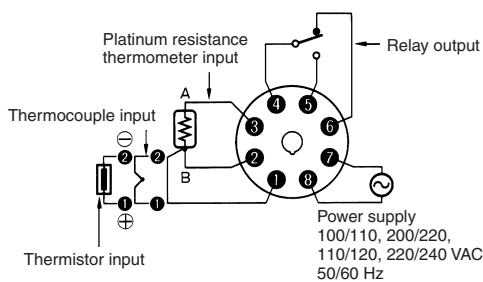 Platinum resistance
thermometer input
Relay output
A
4
5
Thermocouple input
3
6
⊖
2
2
2
7
B
1
8
1
1
⊕
Power supply
100/110, 200/220,
110/120, 220/240 VAC
50/60 Hz
Thermistor input